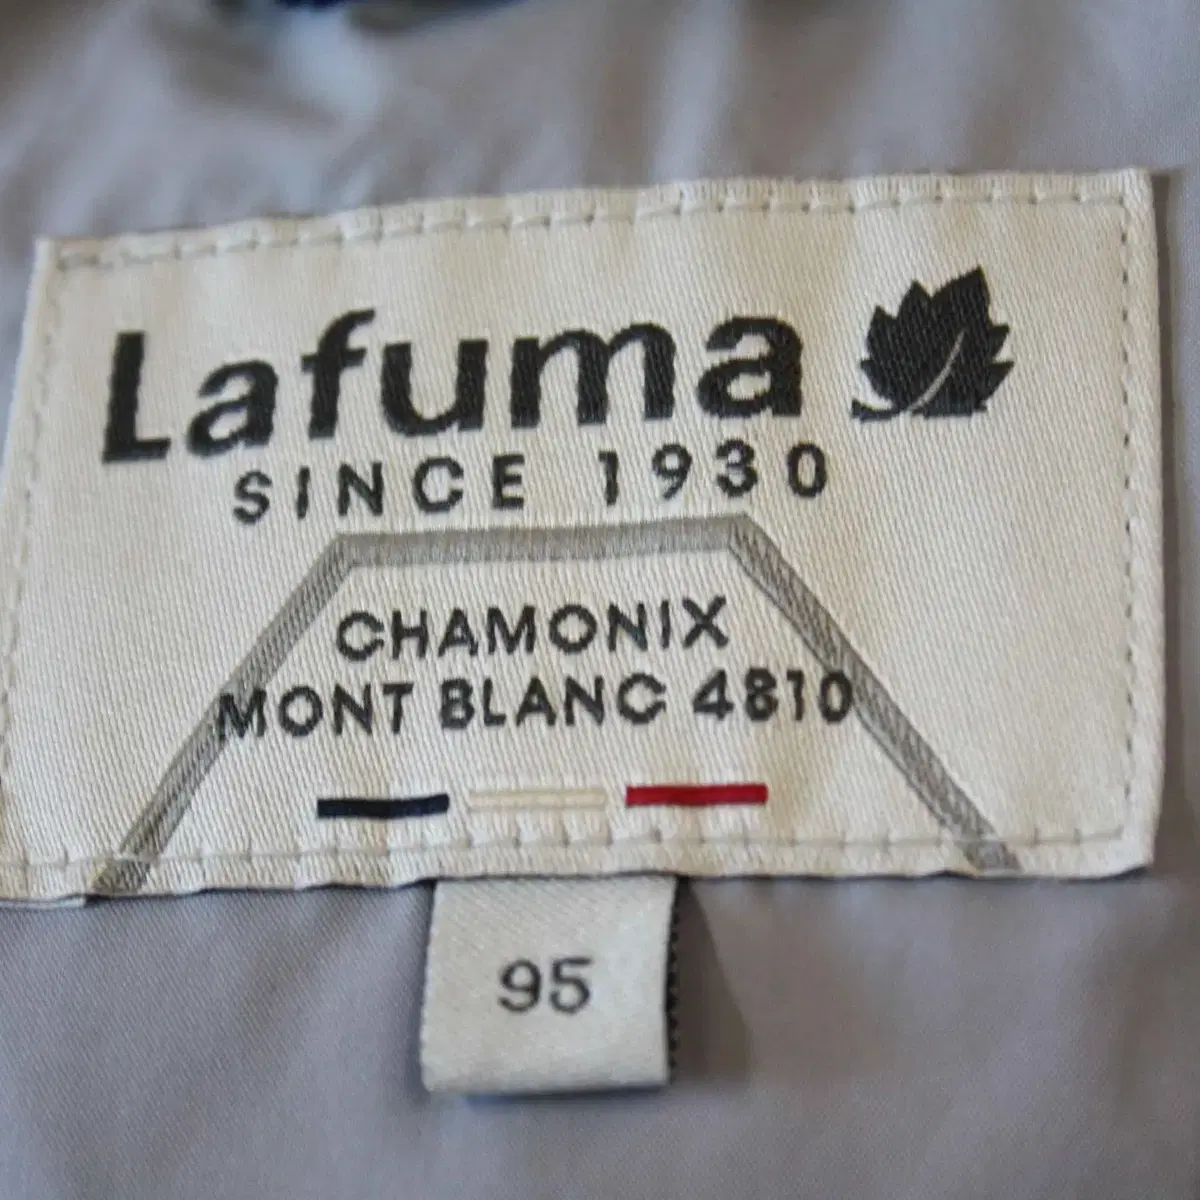 Lafuma
SINCE 1930
CHAMONIX
MONT BLANC 4810
95